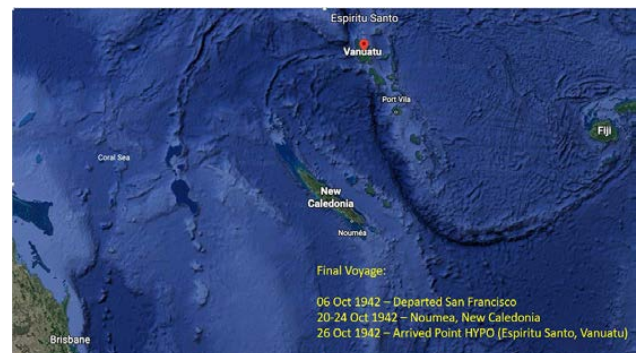 Espiritu Santo
Vanuatu
Port Vila
Fiji
Coral Sea
New
Caledonia
Nouméa
Final Voyage:
06 Oct 1942 – Departed San Francisco
20-24 Oct 1942 – Noumea, New Caledonia
26 Oct 1942 – Arrived Point HYPO (Espiritu Santo, Vanuatu)
Brisbane